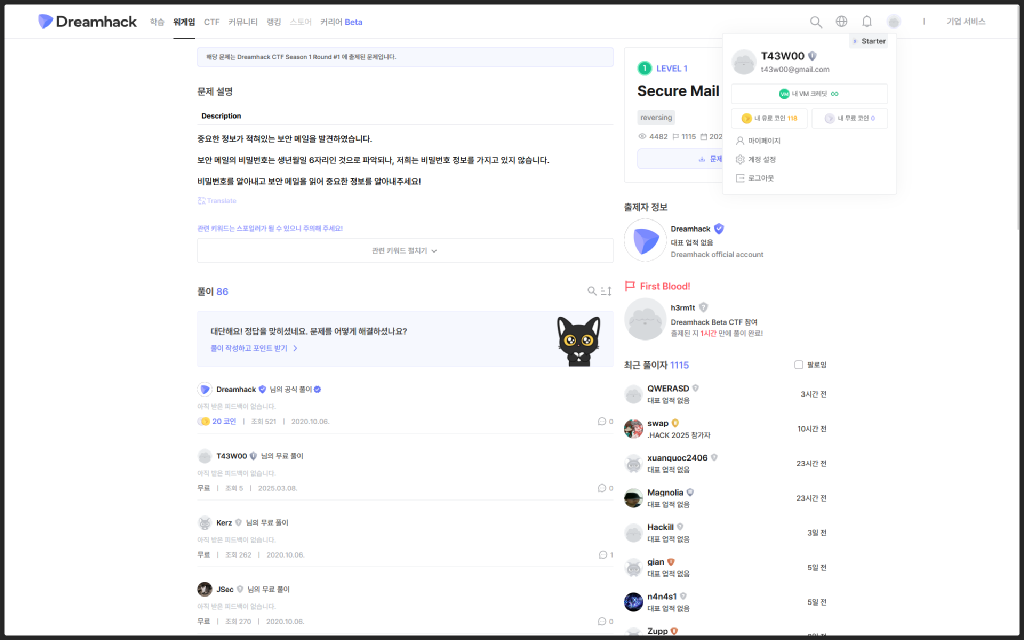 Dreamhack
학습 워게임 CTF 커뮤니티 랭킹 스토어 커리어 Beta
기업 서비스
해당 문제는 Dreamhack CTF Season 1 Round #1 에 출제된 문제입니다.
문제 설명
Description
중요한 정보가 적혀있는 보안 메일을 발견하였습니다.
보안 메일의 비밀번호는 생년월일 6자리인 것으로 파악되나, 저희는 비밀번호 정보를 가지고 있지 않습니다.
비밀번호를 알아내고 보안 메일을 읽어 중요한 정보를 알아내주세요!
Translate
관련 키워드는 스포일러가 될 수 있으니 주의해 주세요!
관련 키워드 펼치기
풀이 86
대단해요! 정답을 맞히셨네요. 문제를 어떻게 해결하셨나요?
풀이 작성하고 포인트 받기
Dreamhack 님의 공식 풀이
아직 받은 피드백이 없습니다.
20 코인 | 조회 521 | 2020.10.06.
0
T43W00 님의 무료 풀이
아직 받은 피드백이 없습니다.
무료 | 조회 5 | 2025.03.08.
0
Kerz 님의 무료 풀이
아직 받은 피드백이 없습니다.
무료 | 조회 262 | 2020.10.06.
1
JSec 님의 무료 풀이
아직 받은 피드백이 없습니다.
무료 | 조회 270 | 2020.10.06.
0
1 LEVEL 1
Secure Mail
reversing
4482 1115 202
문제
Starter
T43W00
t43w00@gmail.com
VM 내 VM 크레딧 ∞
내 유료 코인 118
내 무료 코인 0
마이페이지
계정 설정
로그아웃
출제자 정보
Dreamhack
대표 업적 없음
Dreamhack official account
First Blood!
h3rm1t
Dreamhack Beta CTF 참여
출제된 지 1시간 만에 풀이 완료!
최근 풀이자 1115
팔로잉
QWERASD
대표 업적 없음
3시간 전
swap
.HACK 2025 참가자
10시간 전
xuanquoc2406
대표 업적 없음
23시간 전
Magnolia
대표 업적 없음
23시간 전
Hackill
대표 업적 없음
3일 전
gian
대표 업적 없음
5일 전
n4n4s1
대표 업적 없음
5일 전
Zupp